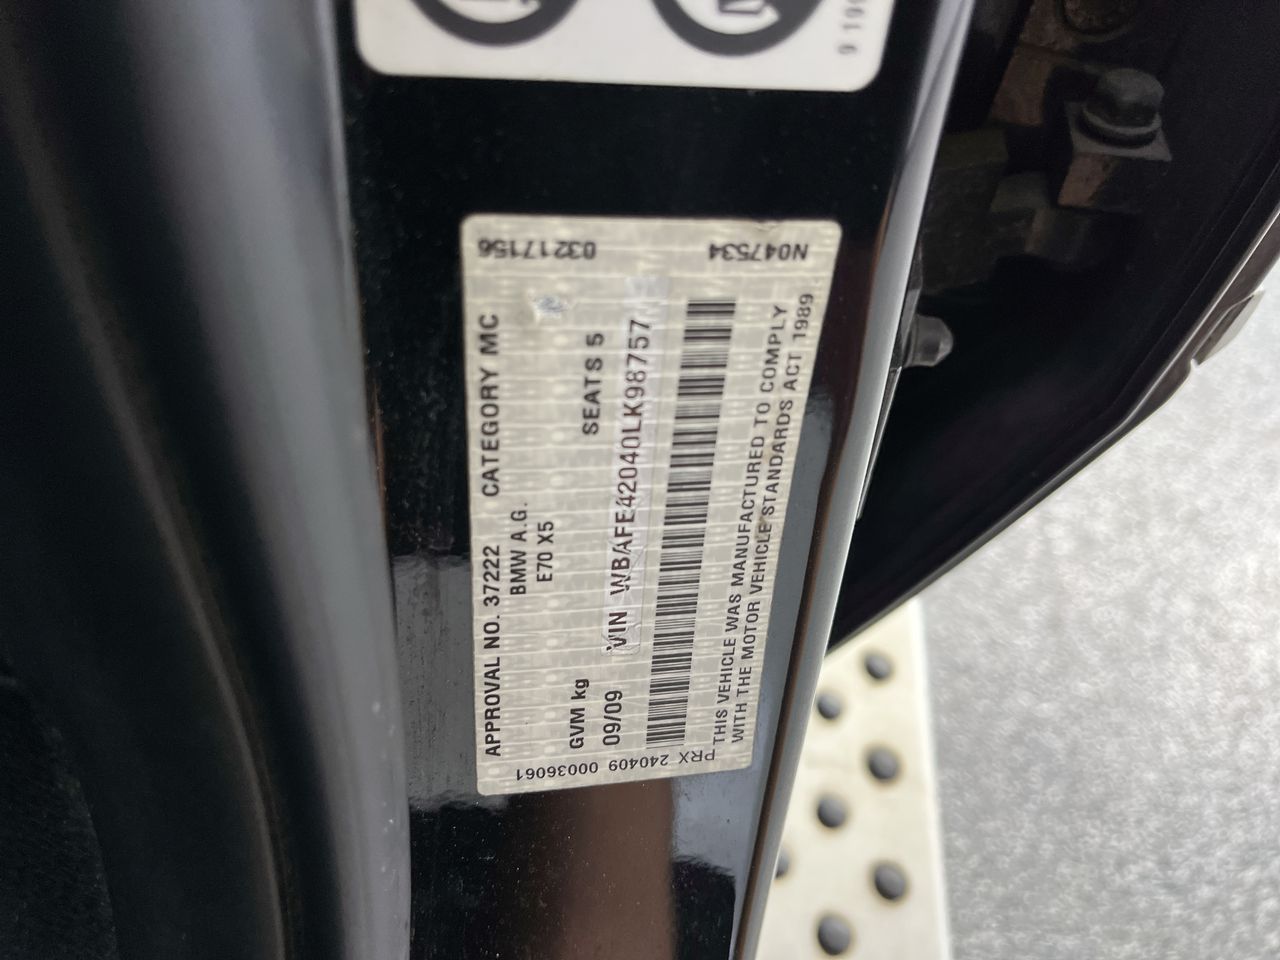 APPROVAL NO. 37222 CATEGORY MC
BMW A.G.
E70 X5
GVM kg
09/09 SEATS 5
VIN WBAFE42040LK98757
THIS VEHICLE WAS MANUFACTURED TO COMPLY
WITH THE MOTOR VEHICLE STANDARDS ACT 1989
03217156
N047534
PRX 240409 00036061